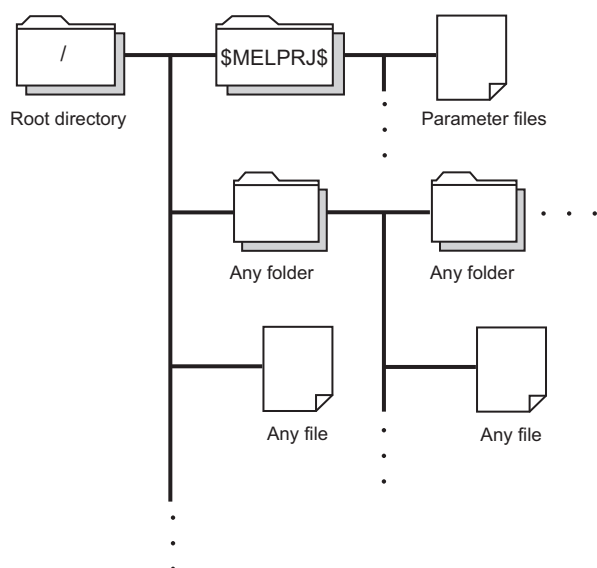 /
$MELPRJ$
Root directory
Parameter files
Any folder
Any folder
Any file
Any file